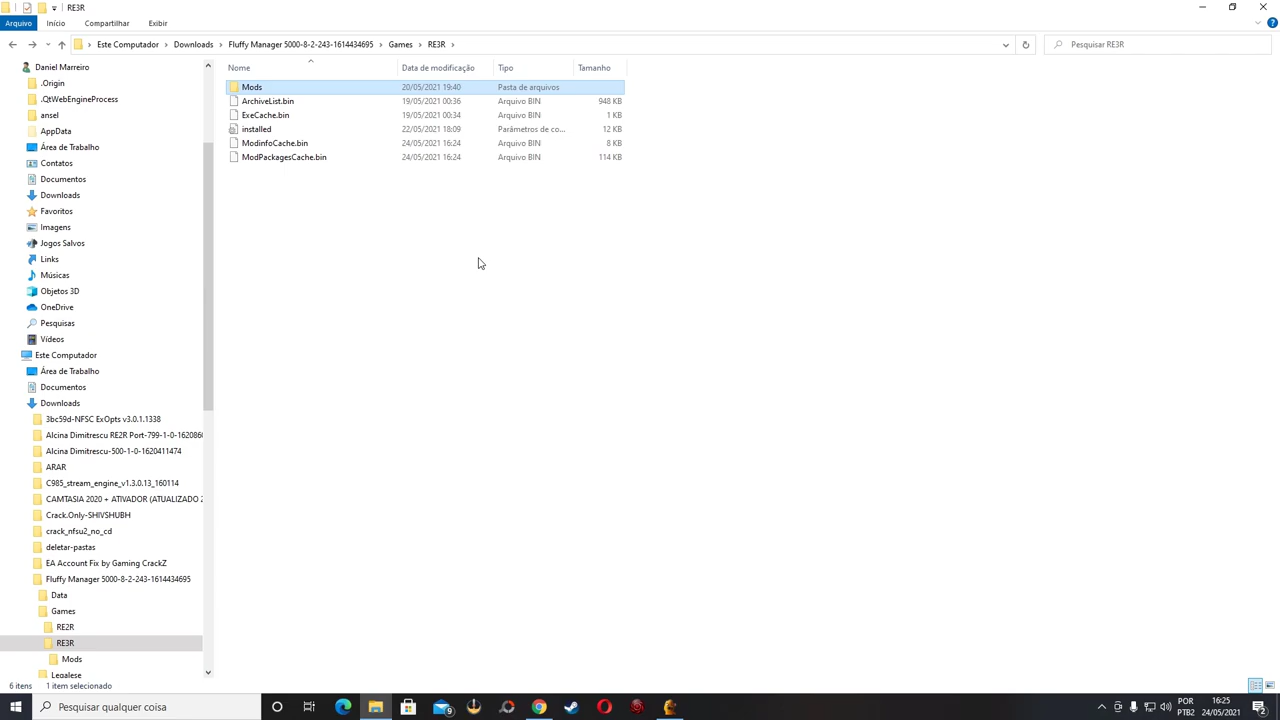 RE3R
Arquivo Início Compartilhar Exibir
Este Computador Downloads Fluffy Manager 5000-8-2-243-1614434695 Games RE3R
Pesquisar RE3R
Nome Data de modificação Tipo Tamanho
Mods 20/05/2021 19:40 Pasta de arquivos
ArchiveList.bin 19/05/2021 00:36 Arquivo BIN 948 KB
ExeCache.bin 19/05/2021 00:34 Arquivo BIN 1 KB
installed 22/05/2021 18:09 Parâmetros de co... 12 KB
ModinfoCache.bin 24/05/2021 16:24 Arquivo BIN 8 KB
ModPackagesCache.bin 24/05/2021 16:24 Arquivo BIN 114 KB
Daniel Marreiro
.Origin
.QtWebEngineProcess
ansel
AppData
Área de Trabalho
Contatos
Documentos
Downloads
Favoritos
Imagens
Jogos Salvos
Links
Músicas
Objetos 3D
OneDrive
Pesquisas
Vídeos
Este Computador
Área de Trabalho
Documentos
Downloads
3bc59d-NFSC ExOpts v3.0.1.1338
Alcina Dimitrescu RE2R Port-799-1-0-1620860
Alcina Dimitrescu-500-1-0-1620411474
ARAR
C985_stream_engine_v1.3.0.13_160114
CAMTASIA 2020 + ATIVADOR (ATUALIZADO 2
Crack.Only-SHIVSHUBH
crack_nfsu2_no_cd
deletar-pastas
EA Account Fix by Gaming CrackZ
Fluffy Manager 5000-8-2-243-1614434695
Data
Games
RE2R
RE3R
Mods
Legalese
6 itens 1 item selecionado
Pesquisar qualquer coisa
9
POR
PTB2
16:25
24/05/2021
2